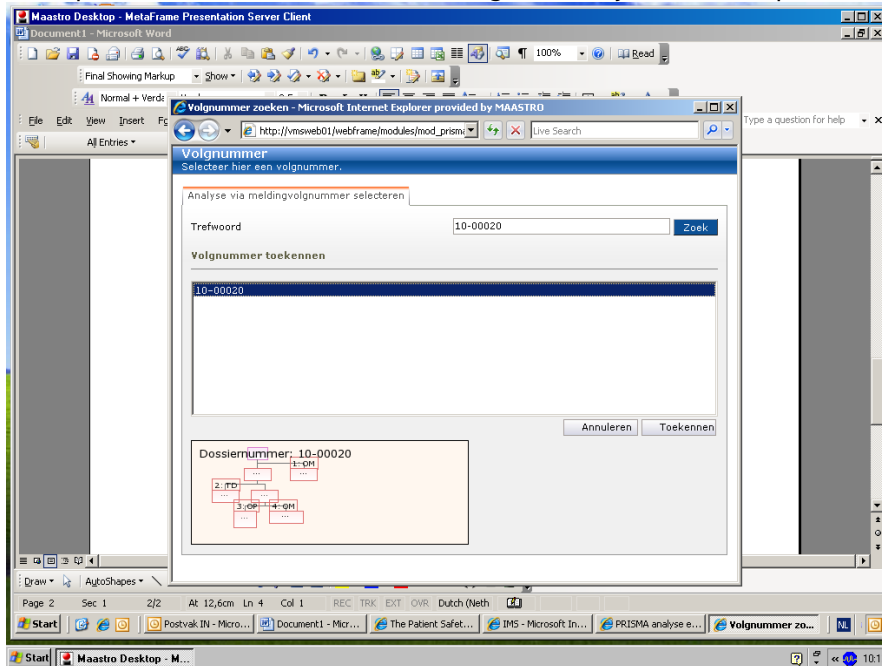 Maastro Desktop - MetaFrame Presentation Server Client
Document1 - Microsoft Word
100%
Read
Final Showing Markup
Show
Normal + Verda
File Edit View Insert
Type a question for help
All Entries
Volgnummer zoeken - Microsoft Internet Explorer provided by MAASTRO
http://vmsweb01/webframe/modules/mod_prisma
Live Search
Volgnummer
Selecteer hier een volgnummer.
Analyse via meldingvolgnummer selecteren
Trefwoord
10-00020
Zoek
Volgnummer toekennen
10-00020
Annuleren
Toekennen
Dossiernummer: 10-00020
1: OM
...
...
2: TD
...
...
3: OP
4: OM
...
...
Draw
AutoShapes
Page 2 Sec 1 2/2 At 12,6cm Ln 4 Col 1 REC TRK EXT OVR Dutch (Neth
Start
Postvak IN - Micro...
Document1 - Micr...
The Patient Safet...
IMS - Microsoft In...
PRISMA analyse e...
Volgnummer zo...
NL
Start
Maastro Desktop - M...
10:1